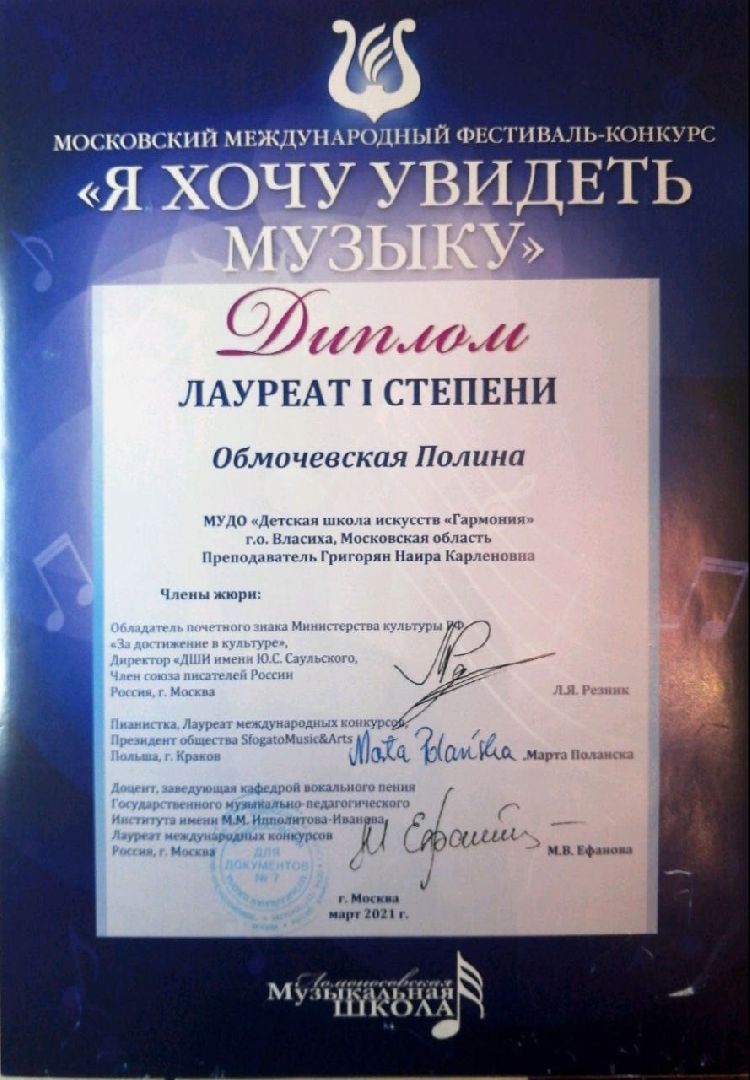 МОСКОВСКИЙ МЕЖДУНАРОДНЫЙ ФЕСТИВАЛЬ-КОНКУРС
«Я ХОЧУ УВИДЕТЬ
МУЗЫКУ»
Диплом
ЛАУРЕАТ I СТЕПЕНИ
Обмочевская Полина
МУДО «Детская школа искусств «Гармония»
г.о. Власиха, Московская область
Преподаватель Григорян Наира Карленовна
Члены жюри:
Обладатель почетного знака Министерства культуры РФ
«За достижение в культуре»,
Директор «ДШИ имени Ю.С. Саульского,
Член союза писателей России
Россия, г. Москва
Л.Я. Резник
Пианистка, Лауреат международных конкурсов,
Президент общества SfogatoMusic&Arts
Польша, г. Краков
Marta Polańska
.Марта Поланска
Доцент, заведующая кафедрой вокального пения
Государственного музыкально-педагогического
Института имени М.М. Ипполитова-Иванова
Лауреат международных конкурсов
Россия, г. Москва
М.В. Ефанова
ДЛЯ
ДОКУМЕНТОВ
№ 7
г. Москва
март 2021 г.
Ломоносовская
Музыкальная
ШКОЛА